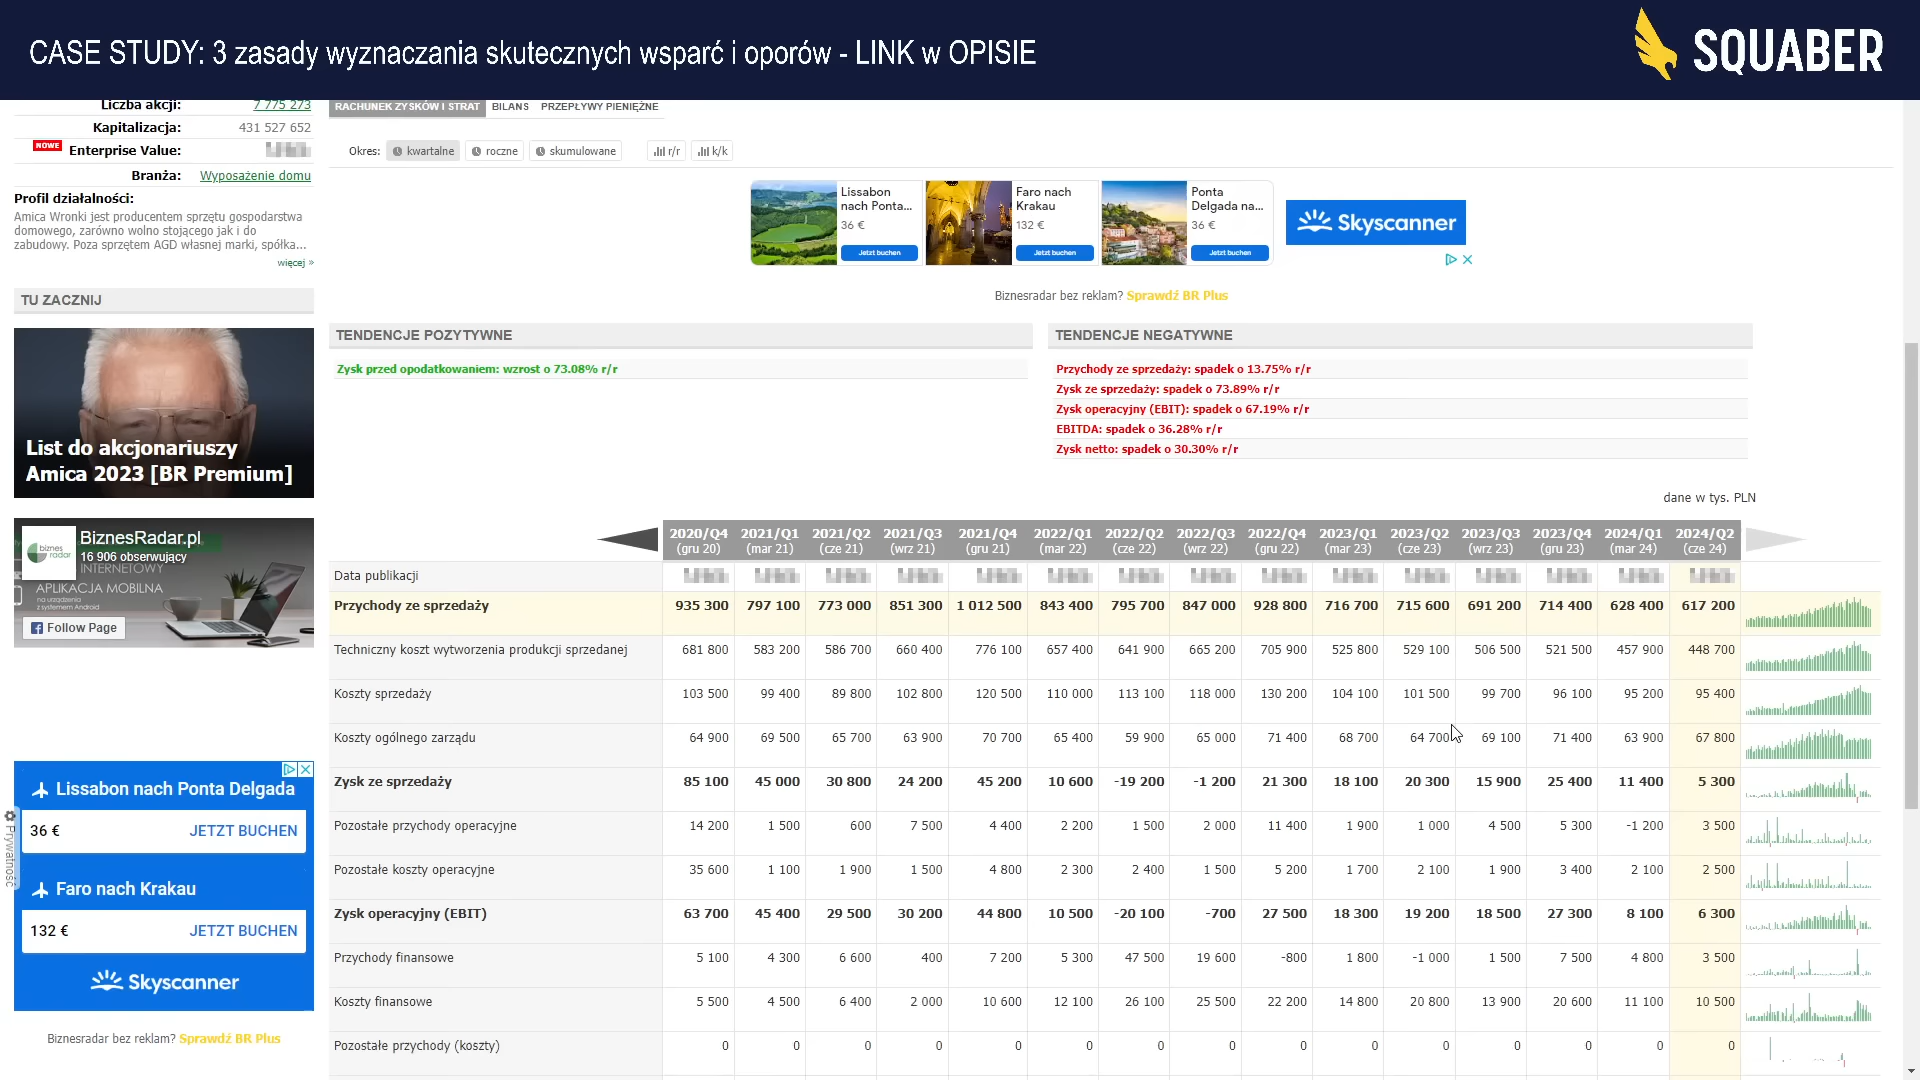 CASE STUDY: 3 zasady wyznaczania skutecznych wsparć i oporów - LINK w OPISIE
SQUABER
Liczba akcji: 7 775 273
Kapitalizacja: 431 527 652
NOWE Enterprise Value:
Branża: Wyposażenie domu
Profil działalności:
Amica Wronki jest producentem sprzętu gospodarstwa
domowego, zarówno wolno stojącego jak i do
zabudowy. Poza sprzętem AGD własnej marki, spółka...
więcej »
TU ZACZNIJ
List do akcjonariuszy
Amica 2023 [BR Premium]
biznes radar
BiznesRadar.pl
16 906 obserwujący
INTERNETOWY
APLIKACJA MOBILNA
na urządzenia
z systemem Android
Follow Page
Lissabon nach Ponta Delgada
36 € JETZT BUCHEN
Faro nach Krakau
132 € JETZT BUCHEN
Skyscanner
Biznesradar bez reklam? Sprawdź BR Plus
Prywatność
RACHUNEK ZYSKÓW I STRAT BILANS PRZEPŁYWY PIENIĘŻNE
Okres: kwartalne roczne skumulowane r/r k/k
Lissabon
nach Ponta...
36 €
Jetzt buchen
Faro nach
Krakau
132 €
Jetzt buchen
Ponta
Delgada na...
36 €
Jetzt buchen
Skyscanner
Biznesradar bez reklam? Sprawdź BR Plus
TENDENCJE POZYTYWNE
Zysk przed opodatkowaniem: wzrost o 73.08% r/r
TENDENCJE NEGATYWNE
Przychody ze sprzedaży: spadek o 13.75% r/r
Zysk ze sprzedaży: spadek o 73.89% r/r
Zysk operacyjny (EBIT): spadek o 67.19% r/r
EBITDA: spadek o 36.28% r/r
Zysk netto: spadek o 30.30% r/r
dane w tys. PLN
2020/Q4 2021/Q1 2021/Q2 2021/Q3 2021/Q4 2022/Q1 2022/Q2 2022/Q3 2022/Q4 2023/Q1 2023/Q2 2023/Q3 2023/Q4 2024/Q1 2024/Q2
(gru 20) (mar 21) (cze 21) (wrz 21) (gru 21) (mar 22) (cze 22) (wrz 22) (gru 22) (mar 23) (cze 23) (wrz 23) (gru 23) (mar 24) (cze 24)
Data publikacji
Przychody ze sprzedaży 935 300 797 100 773 000 851 300 1 012 500 843 400 795 700 847 000 928 800 716 700 715 600 691 200 714 400 628 400 617 200
Techniczny koszt wytworzenia produkcji sprzedanej 681 800 583 200 586 700 660 400 776 100 657 400 641 900 665 200 705 900 525 800 529 100 506 500 521 500 457 900 448 700
Koszty sprzedaży 103 500 99 400 89 800 102 800 120 500 110 000 113 100 118 000 130 200 104 100 101 500 99 700 96 100 95 200 95 400
Koszty ogólnego zarządu 64 900 69 500 65 700 63 900 70 700 65 400 59 900 65 000 71 400 68 700 64 700 69 100 71 400 63 900 67 800
Zysk ze sprzedaży 85 100 45 000 30 800 24 200 45 200 10 600 -19 200 -1 200 21 300 18 100 20 300 15 900 25 400 11 400 5 300
Pozostałe przychody operacyjne 14 200 1 500 600 7 500 4 400 2 200 1 500 2 000 11 400 1 900 1 000 4 500 5 300 -1 200 3 500
Pozostałe koszty operacyjne 35 600 1 100 1 900 1 500 4 800 2 300 2 400 1 500 5 200 1 700 2 100 1 900 3 400 2 100 2 500
Zysk operacyjny (EBIT) 63 700 45 400 29 500 30 200 44 800 10 500 -20 100 -700 27 500 18 300 19 200 18 500 27 300 8 100 6 300
Przychody finansowe 5 100 4 300 6 600 400 7 200 5 300 47 500 19 600 -800 1 800 -1 000 1 500 7 500 4 800 3 500
Koszty finansowe 5 500 4 500 6 400 2 000 10 600 12 100 26 100 25 500 22 200 14 800 20 800 13 900 20 600 11 100 10 500
Pozostałe przychody (koszty) 0 0 0 0 0 0 0 0 0 0 0 0 0 0 0